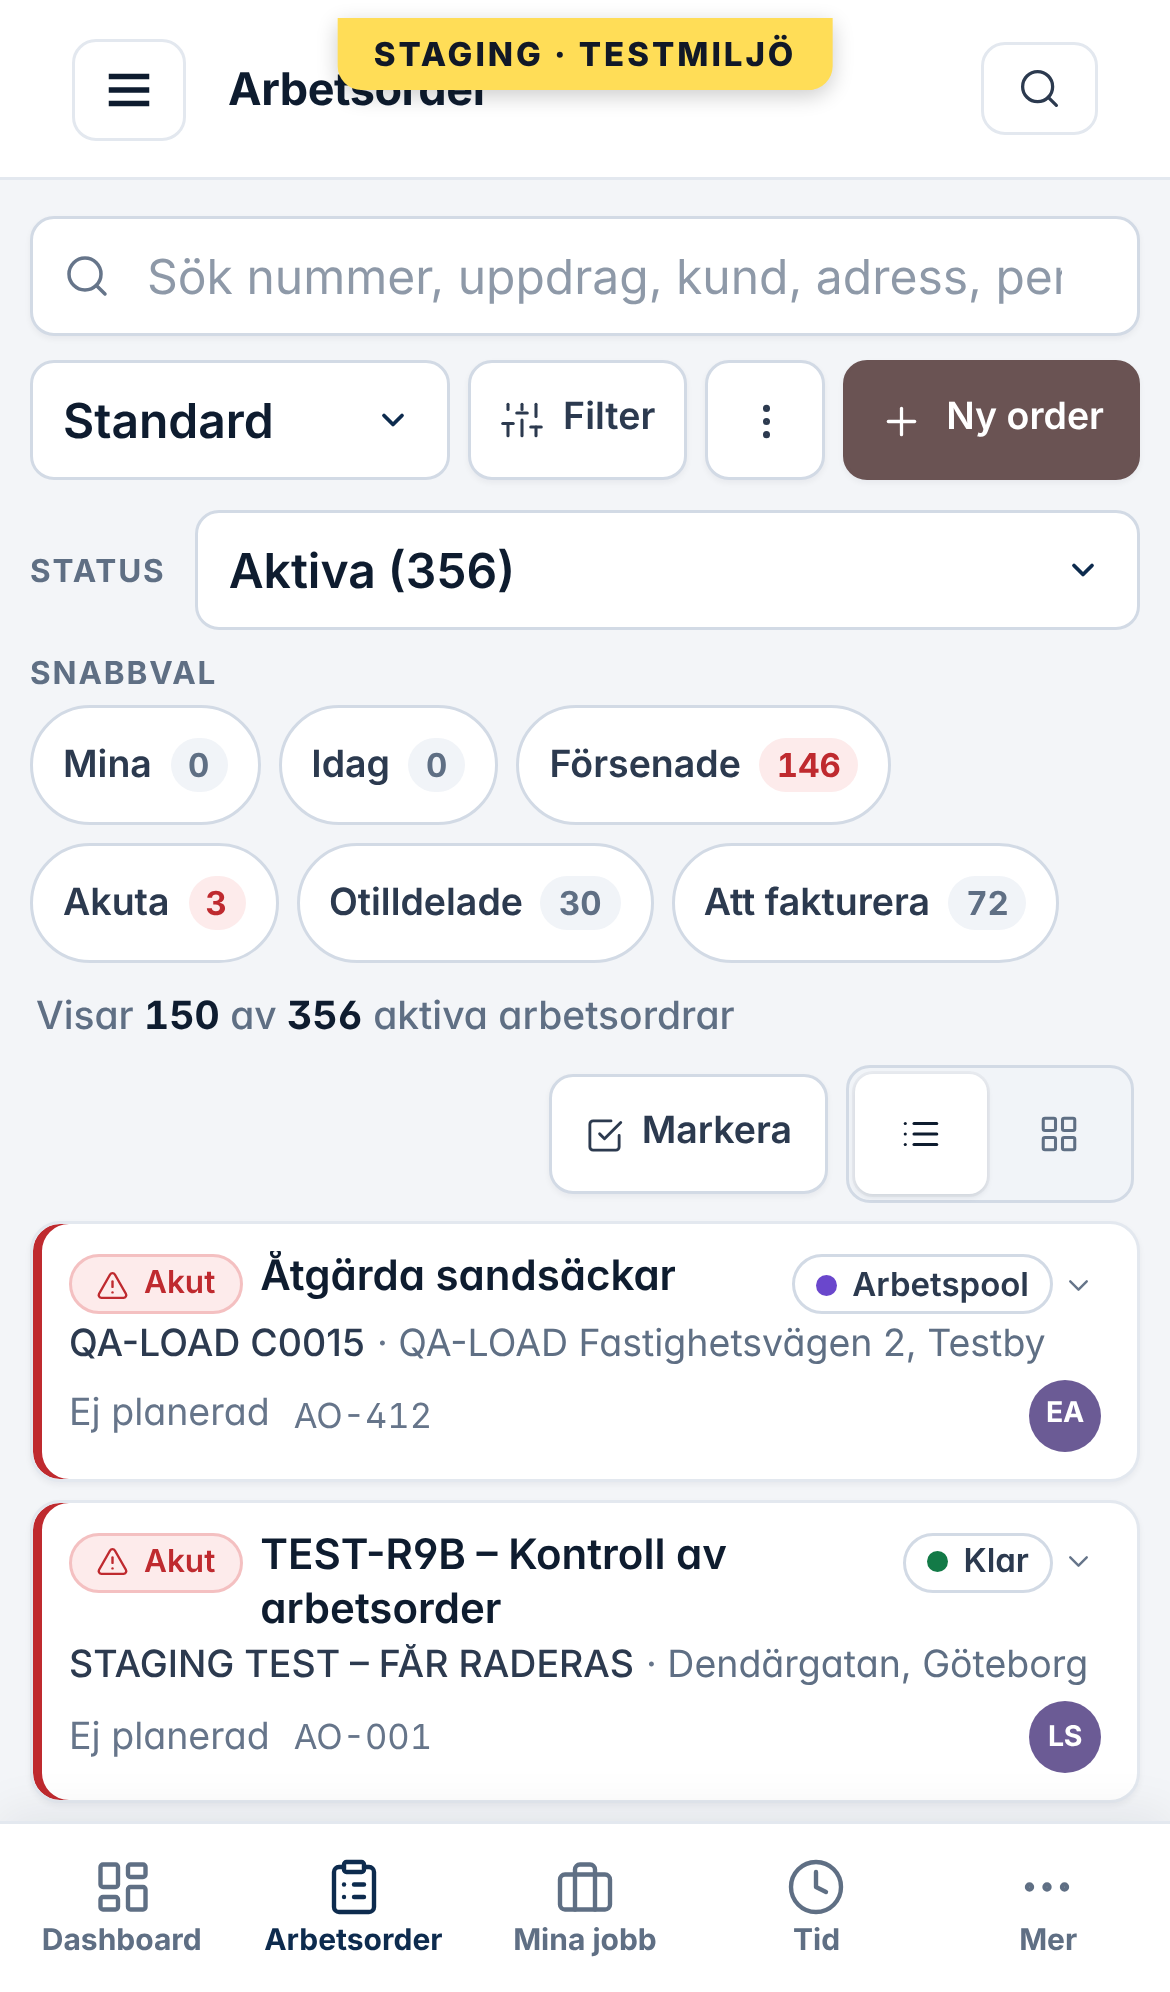 STAGING · TESTMILJÖ
Arbetsorder
Sök nummer, uppdrag, kund, adress, per
Standard
Filter
Ny order
STATUS
Aktiva (356)
SNABBVAL
Mina 0
Idag 0
Försenade 146
Akuta 3
Otilldelade 30
Att fakturera 72
Visar 150 av 356 aktiva arbetsordrar
Markera
Akut
Åtgärda sandsäckar
Arbetspool
QA-LOAD C0015 · QA-LOAD Fastighetsvägen 2, Testby
Ej planerad AO-412
EA
Akut
TEST-R9B – Kontroll av
arbetsorder
Klar
STAGING TEST – FÅR RADERAS · Dendärgatan, Göteborg
Ej planerad AO-001
LS
Dashboard
Arbetsorder
Mina jobb
Tid
Mer